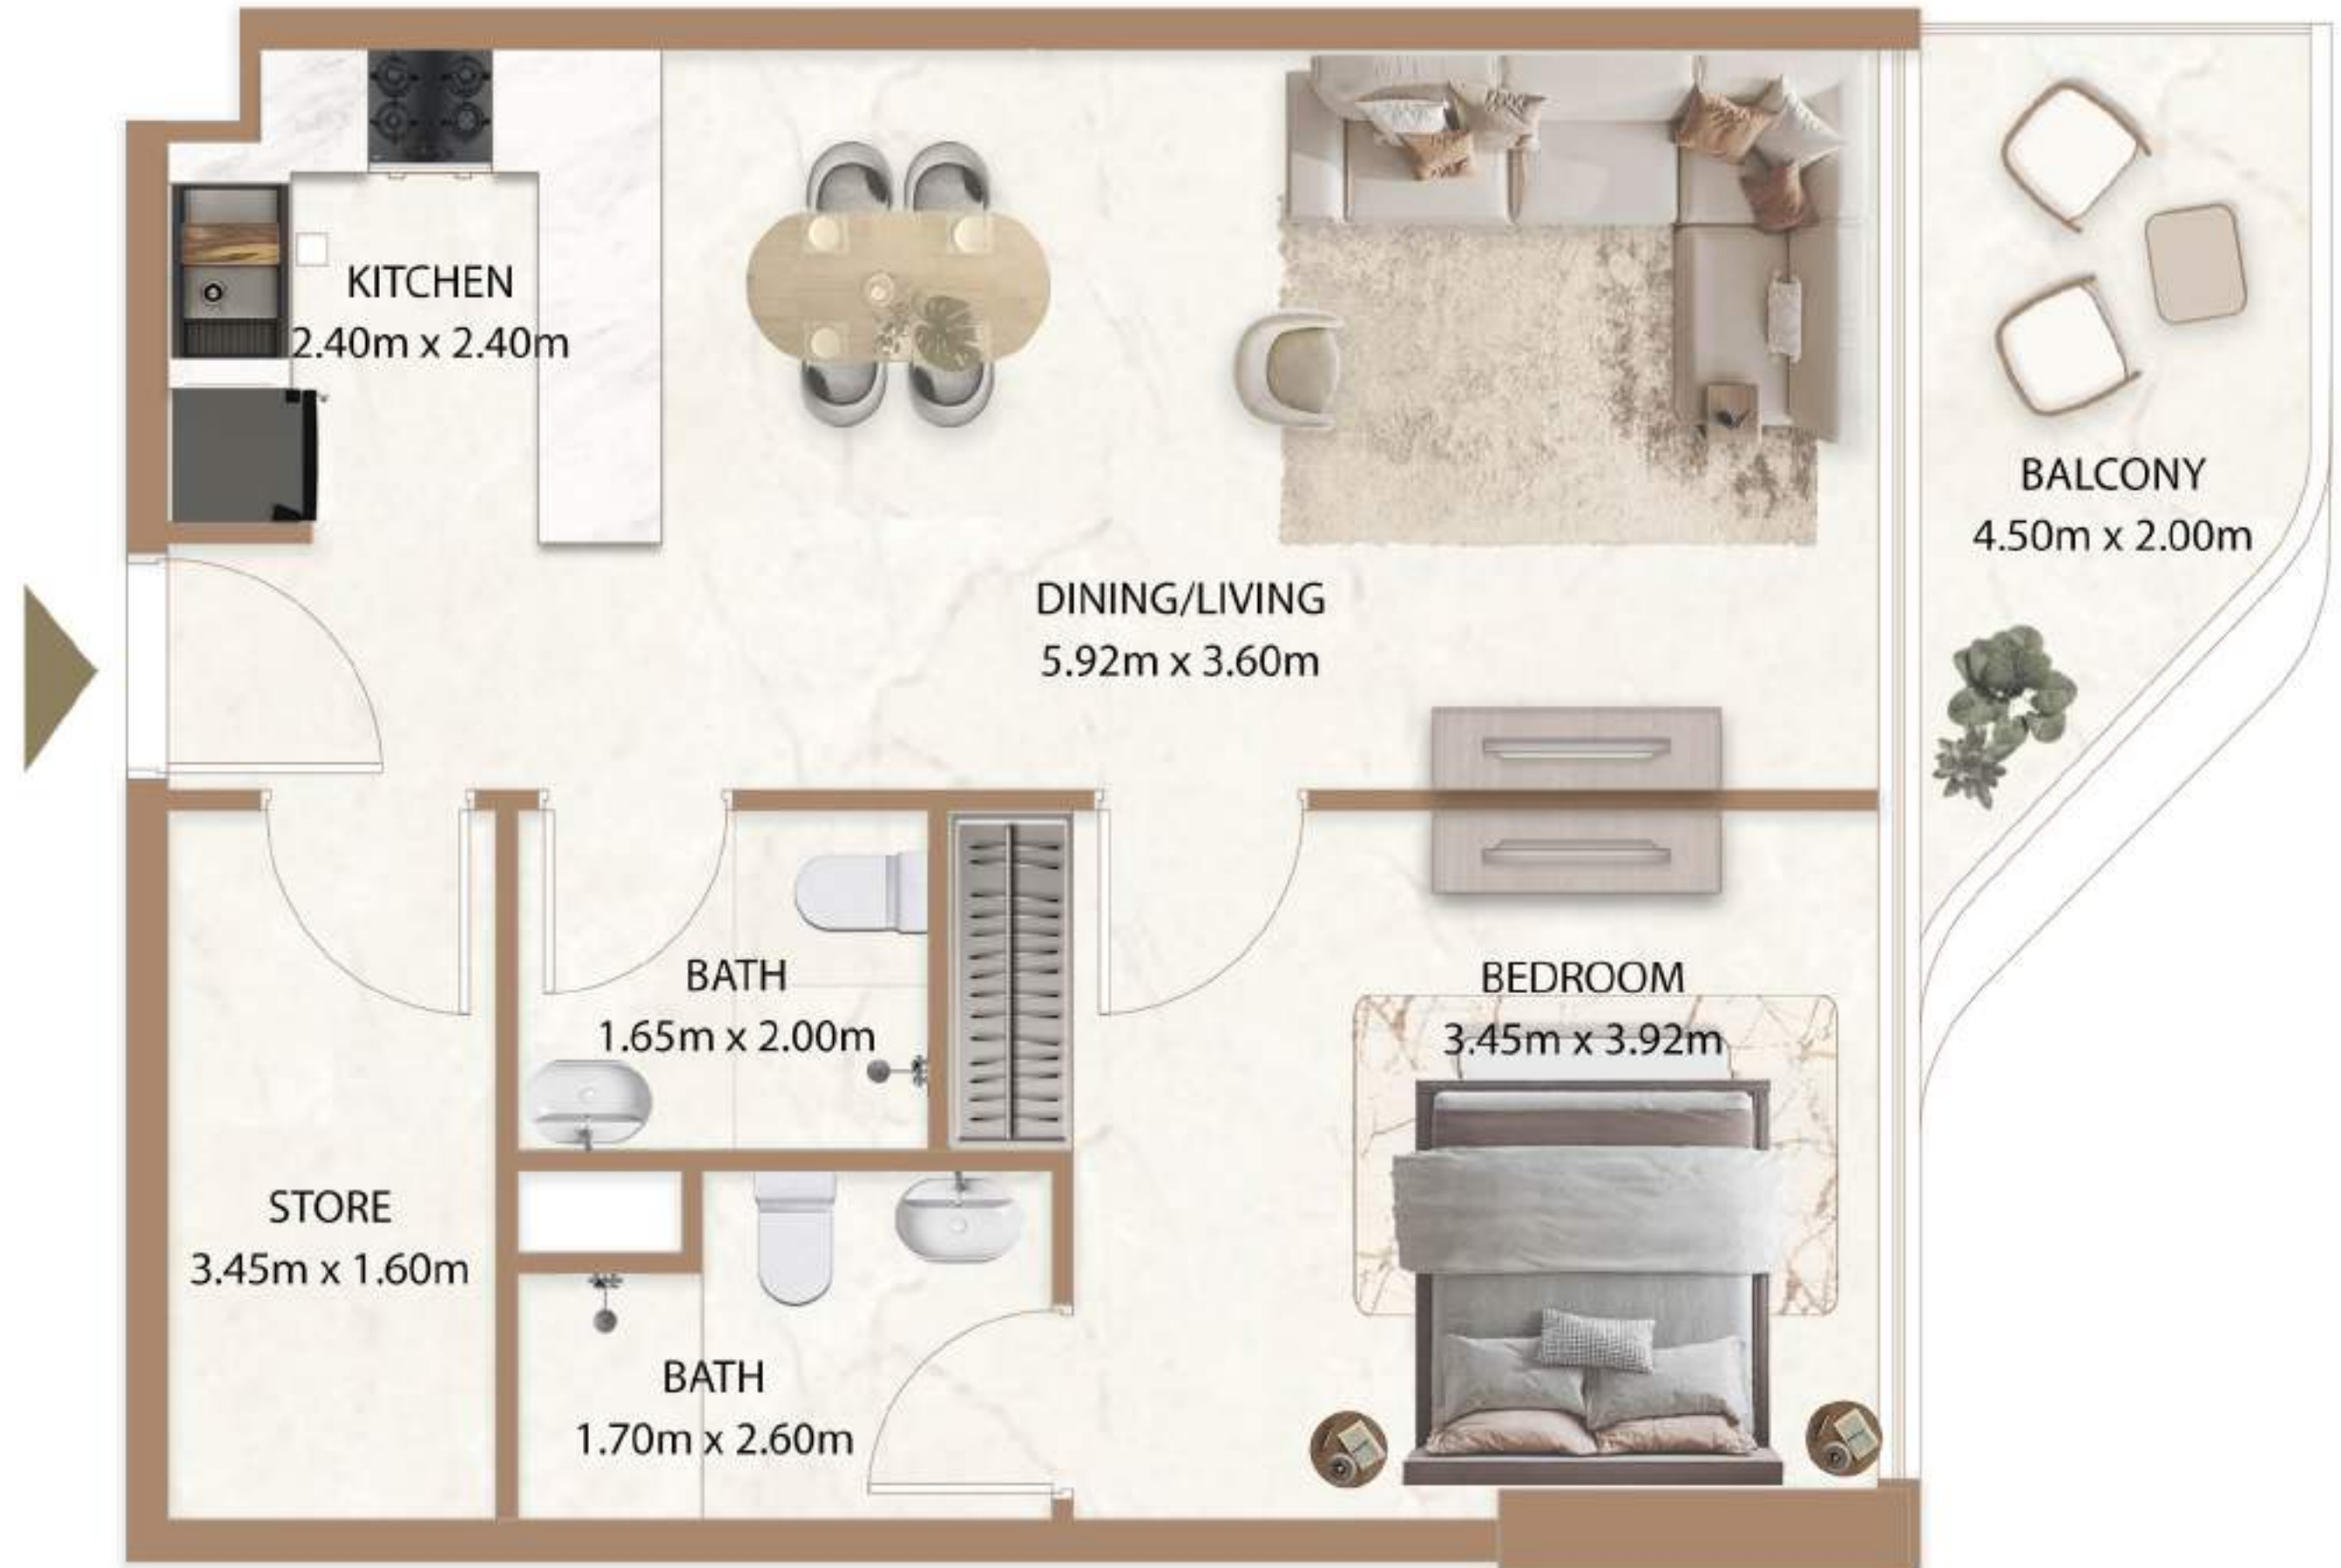 KITCHEN
2.40m x 2.40m
BALCONY
4.50m x 2.00m
DINING/LIVING
5.92m x 3.60m
BATH
1.65m x 2.00m
BEDROOM
3.45m x 3.92m
STORE
3.45m x 1.60m
BATH
1.70m x 2.60m